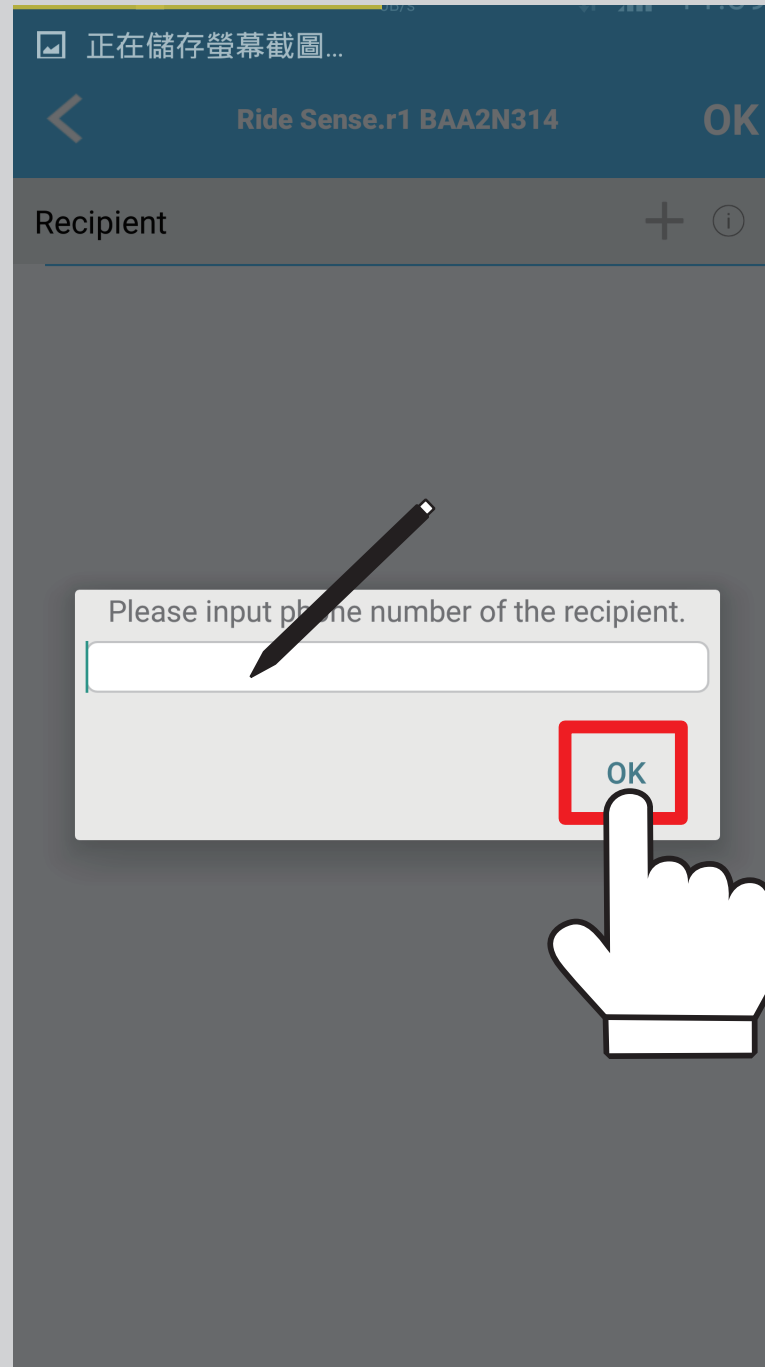 正在儲存螢幕截圖...
Ride Sense.r1 BAA2N314
OK
Recipient
Please input phone number of the recipient.
OK